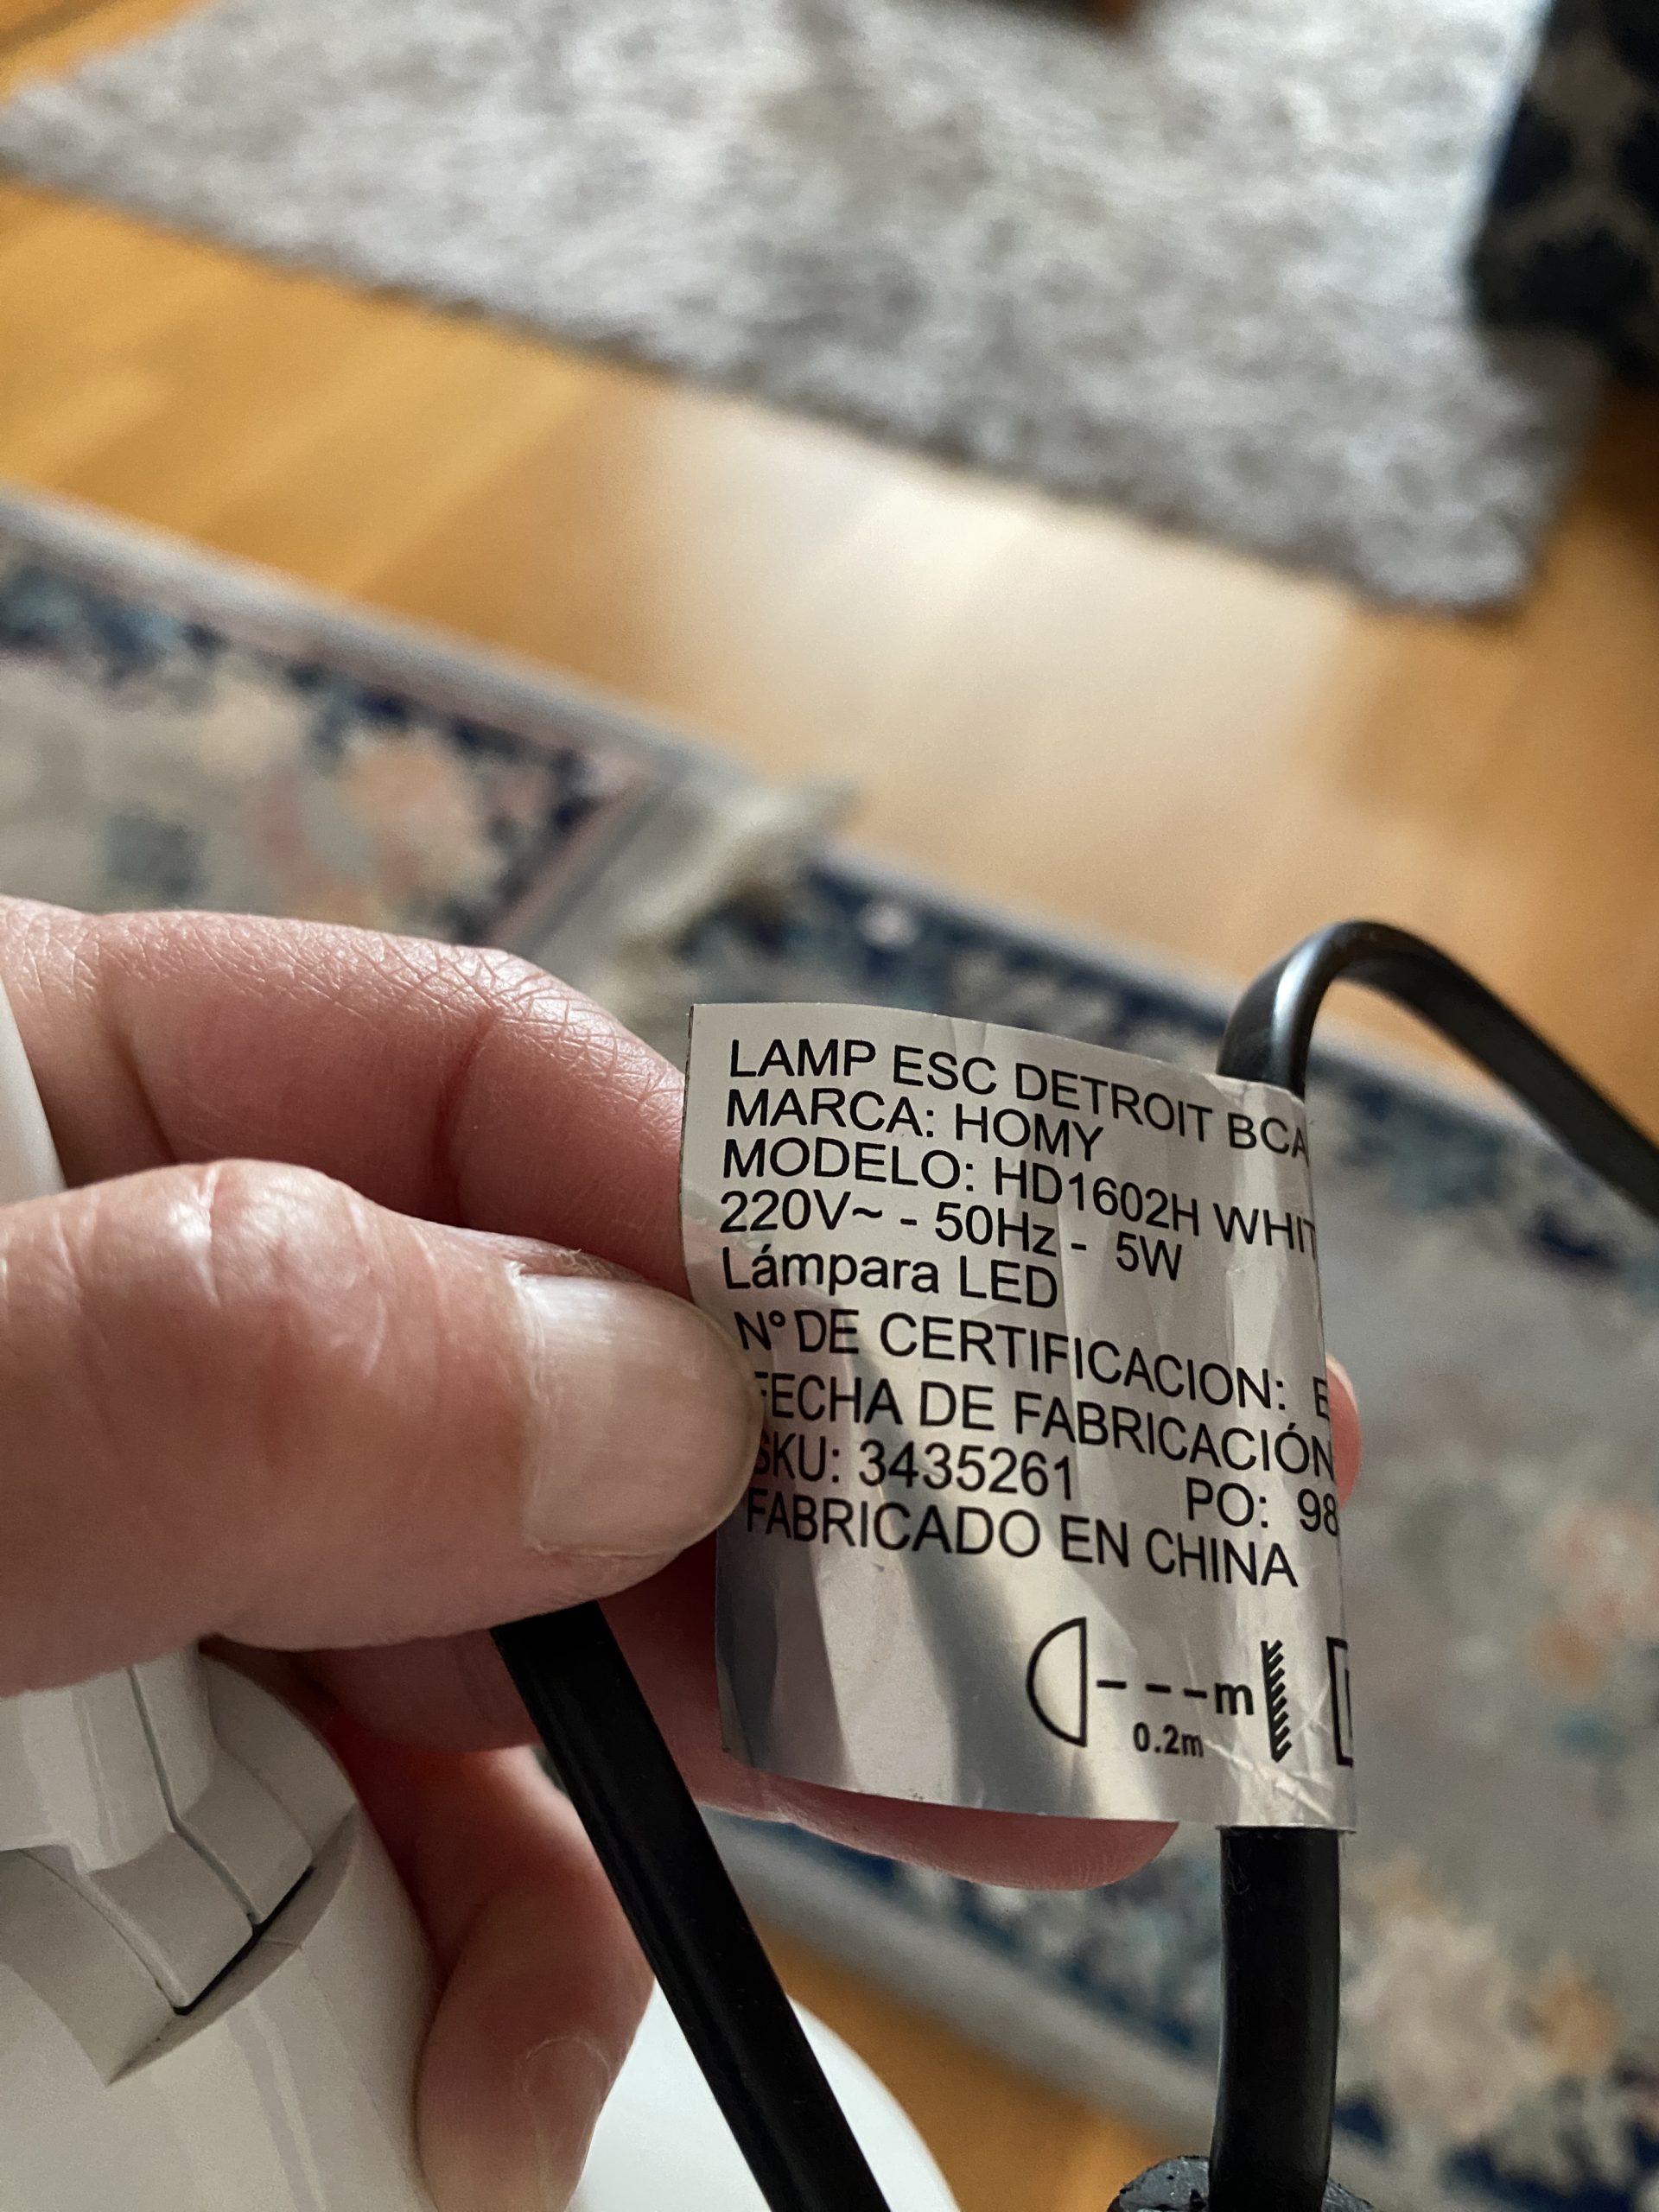 LAMP ESC DETROIT BCA
MARCA: HOMY
MODELO: HD1602H WHIT
220V~ - 50Hz - 5W
Lámpara LED
N° DE CERTIFICACION: E
FECHA DE FABRICACIÓN
SKU: 3435261 PO: 98
FABRICADO EN CHINA
---m
0.2m